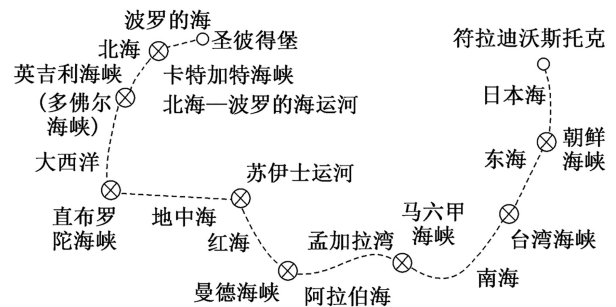 波罗的海
圣彼得堡
北海
英吉利海峡
(多佛尔
海峡)
卡特加特海峡
北海—波罗的海运河
大西洋
直布罗
陀海峡
地中海
苏伊士运河
红海
曼德海峡
孟加拉湾
阿拉伯海
马六甲
海峡
南海
台湾海峡
东海
朝鲜
海峡
日本海
符拉迪沃斯托克